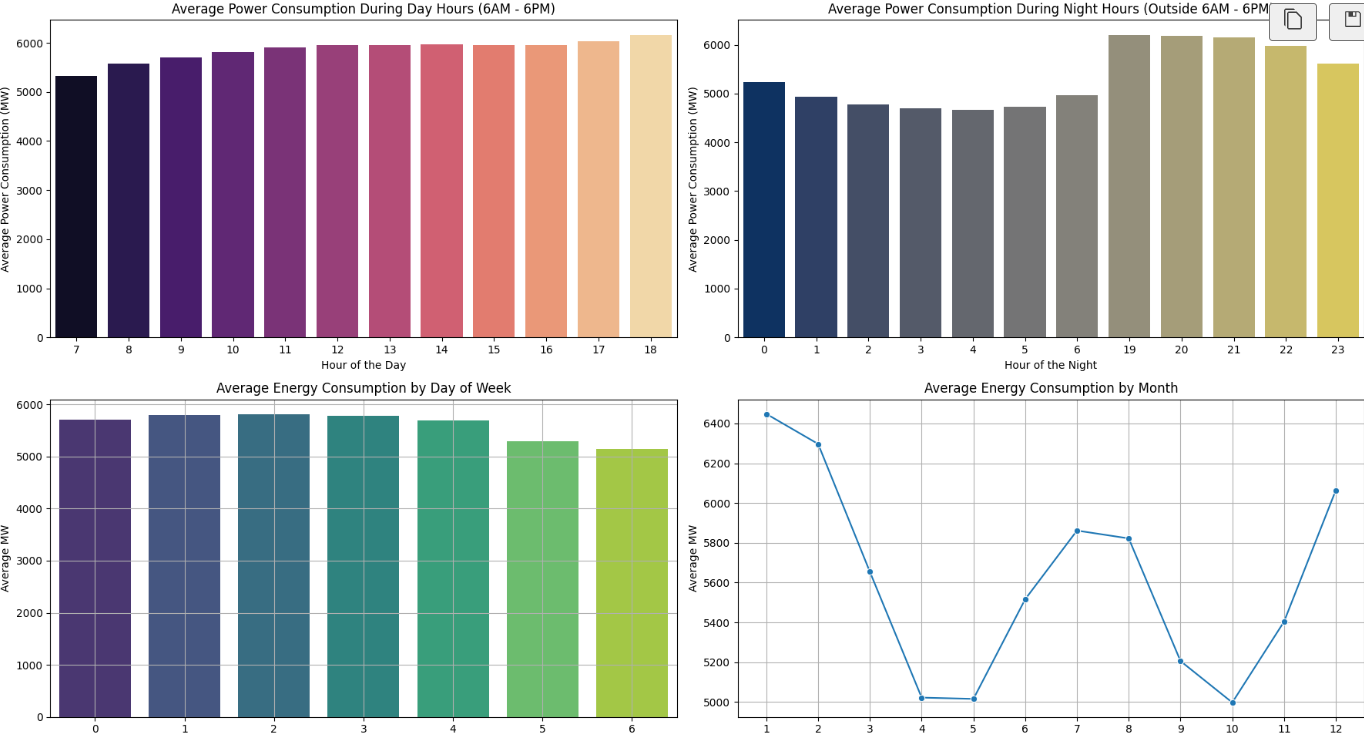 Average Power Consumption During Day Hours (6AM - 6PM)
Average Power Consumption (MW)
6000
5000
4000
3000
2000
1000
0
7 8 9 10 11 12 13 14 15 16 17 18
Hour of the Day
Average Power Consumption During Night Hours (Outside 6AM - 6PM
Average Power Consumption (MW)
6000
5000
4000
3000
2000
1000
0
0 1 2 3 4 5 6 19 20 21 22 23
Hour of the Night
Average Energy Consumption by Day of Week
Average MW
6000
5000
4000
3000
2000
1000
0
0 1 2 3 4 5 6
Average Energy Consumption by Month
Average MW
6400
6200
6000
5800
5600
5400
5200
5000
1 2 3 4 5 6 7 8 9 10 11 12